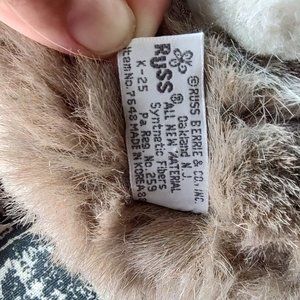 © RUSS BERRIE & CO., INC.
Oakland N.J.
RUSS®
ALL NEW MATERIAL
Synthetic Fibers
K-25
Pa. Reg. No. 259
Item No. 7648 MADE IN KOREA